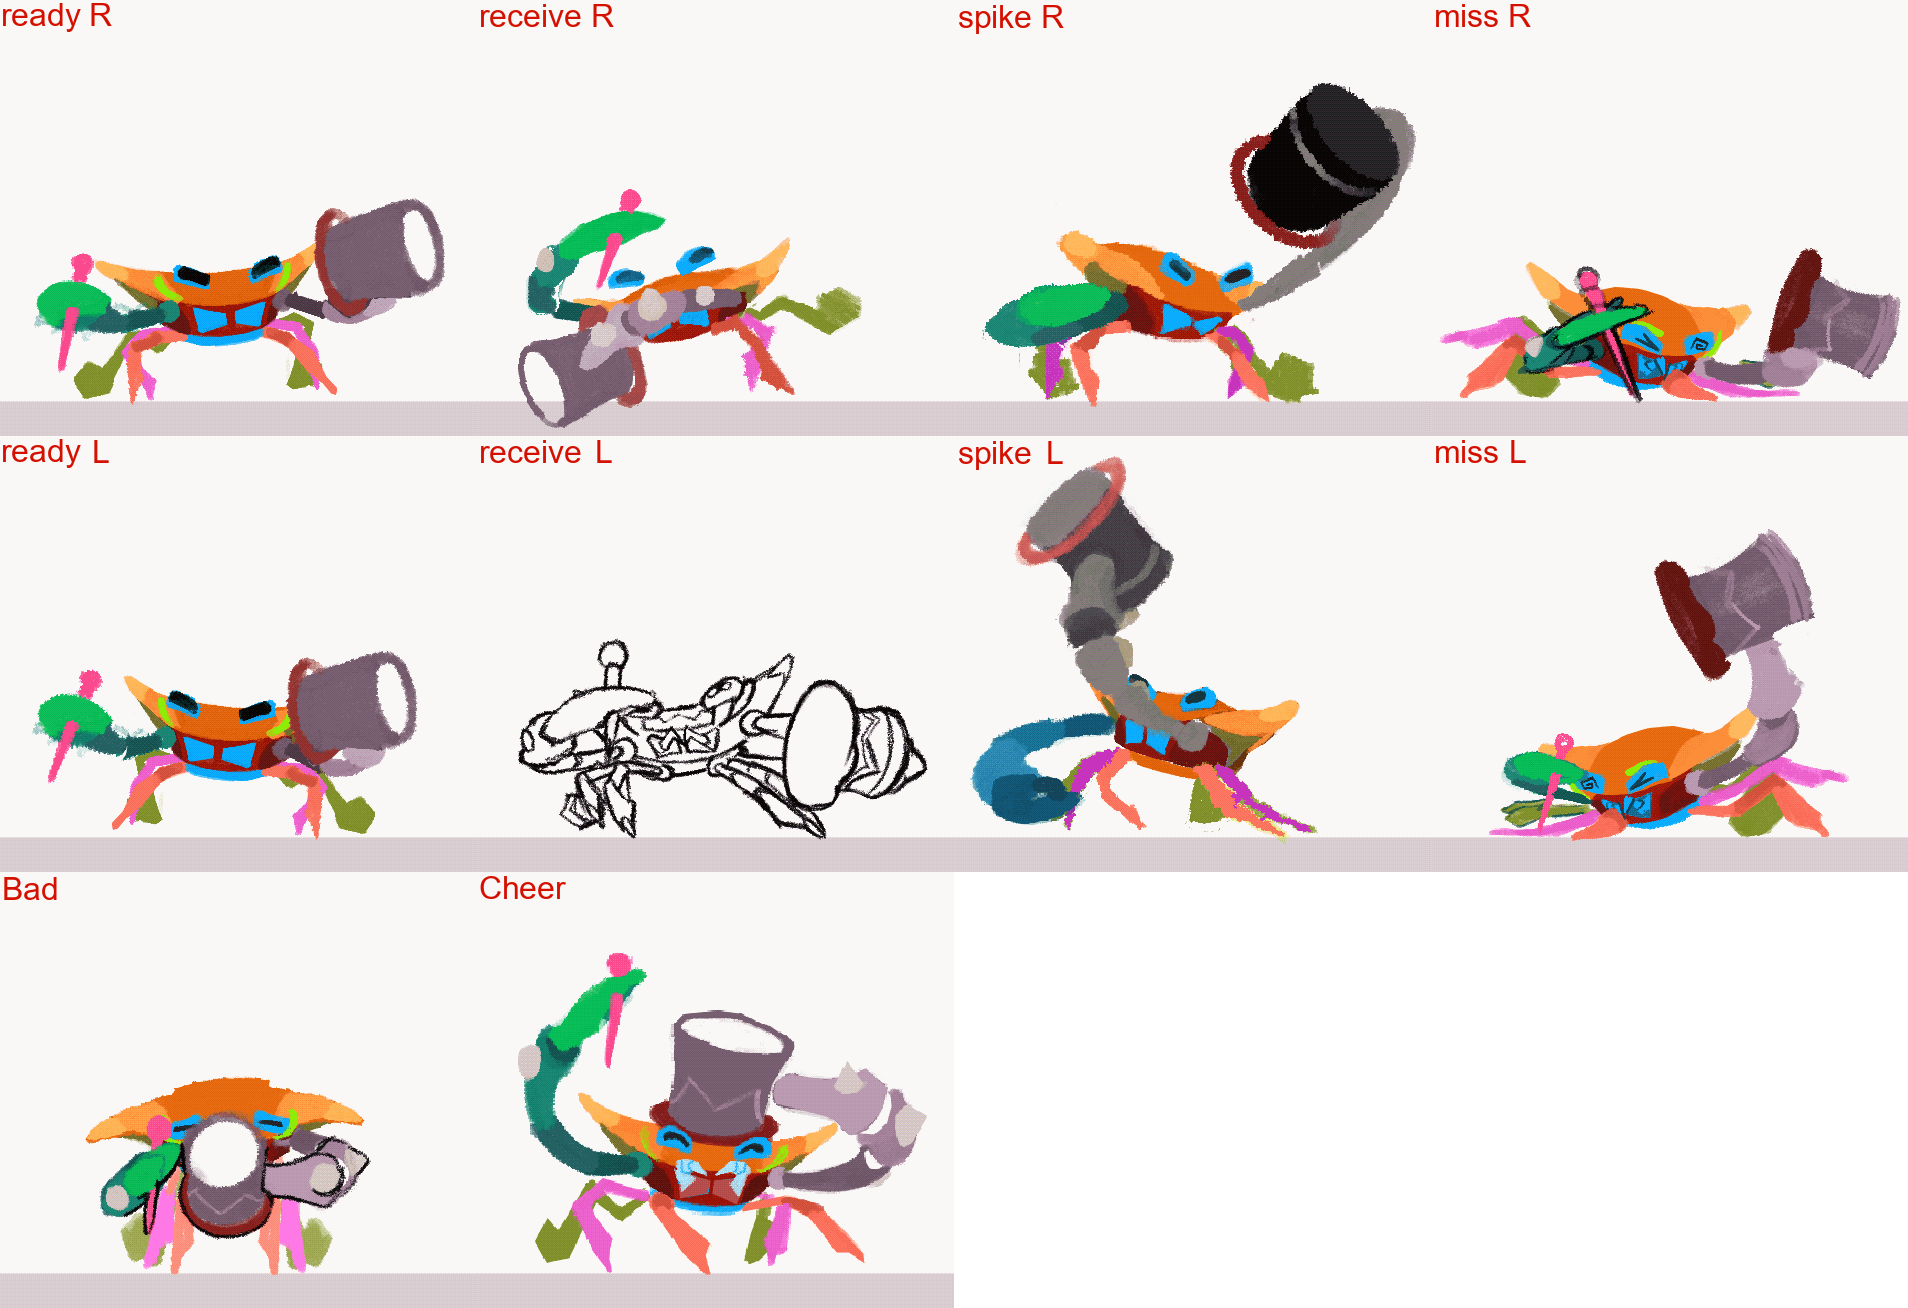 ready R
receive R
spike R
miss R
ready L
receive L
spike L
miss L
Bad
Cheer